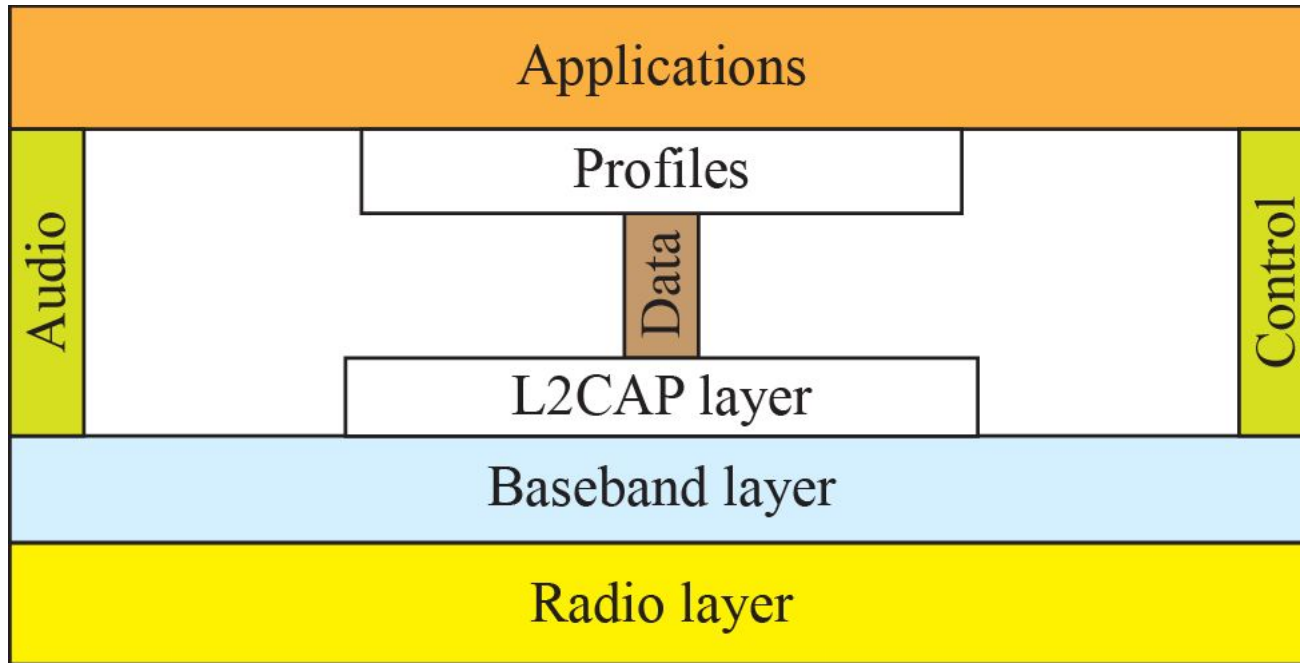 Applications
Profiles
Audio
Data
Control
L2CAP layer
Baseband layer
Radio layer